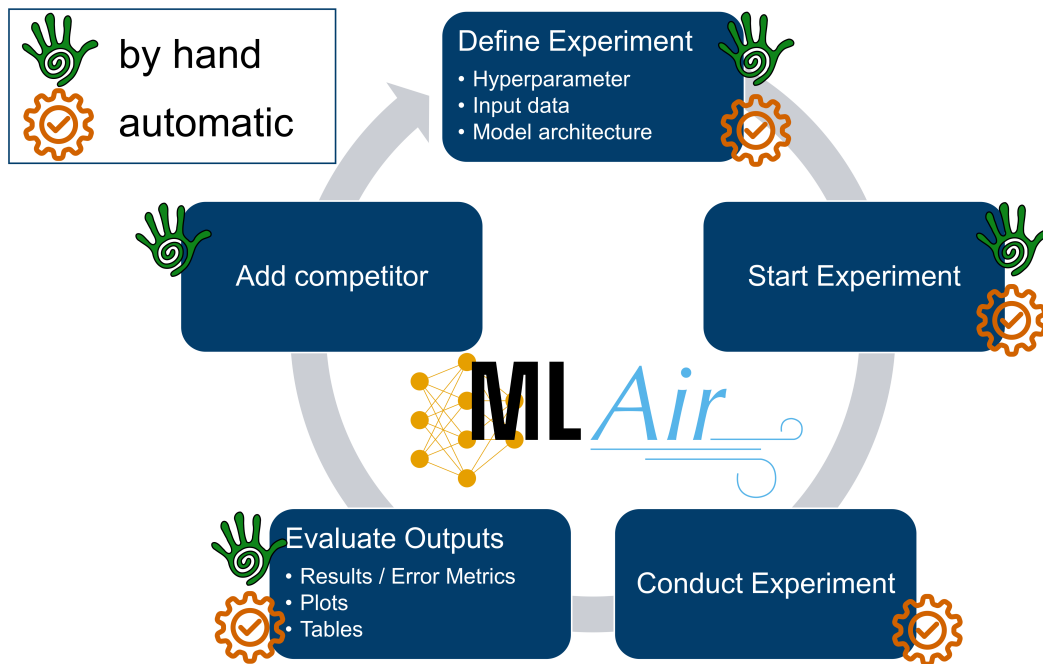 by hand
automatic
Define Experiment
• Hyperparameter
• Input data
• Model architecture
Add competitor
Start Experiment
ML Air
Evaluate Outputs
• Results / Error Metrics
• Plots
• Tables
Conduct Experiment